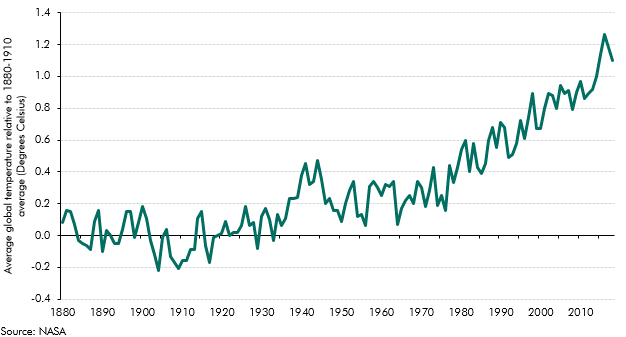 Average global temperature relative to 1880-1910
average (Degrees Celsius)
1.4
1.2
1.0
0.8
0.6
0.4
0.2
0.0
-0.2
-0.4
1880 1890 1900 1910 1920 1930 1940 1950 1960 1970 1980 1990 2000 2010
Source: NASA